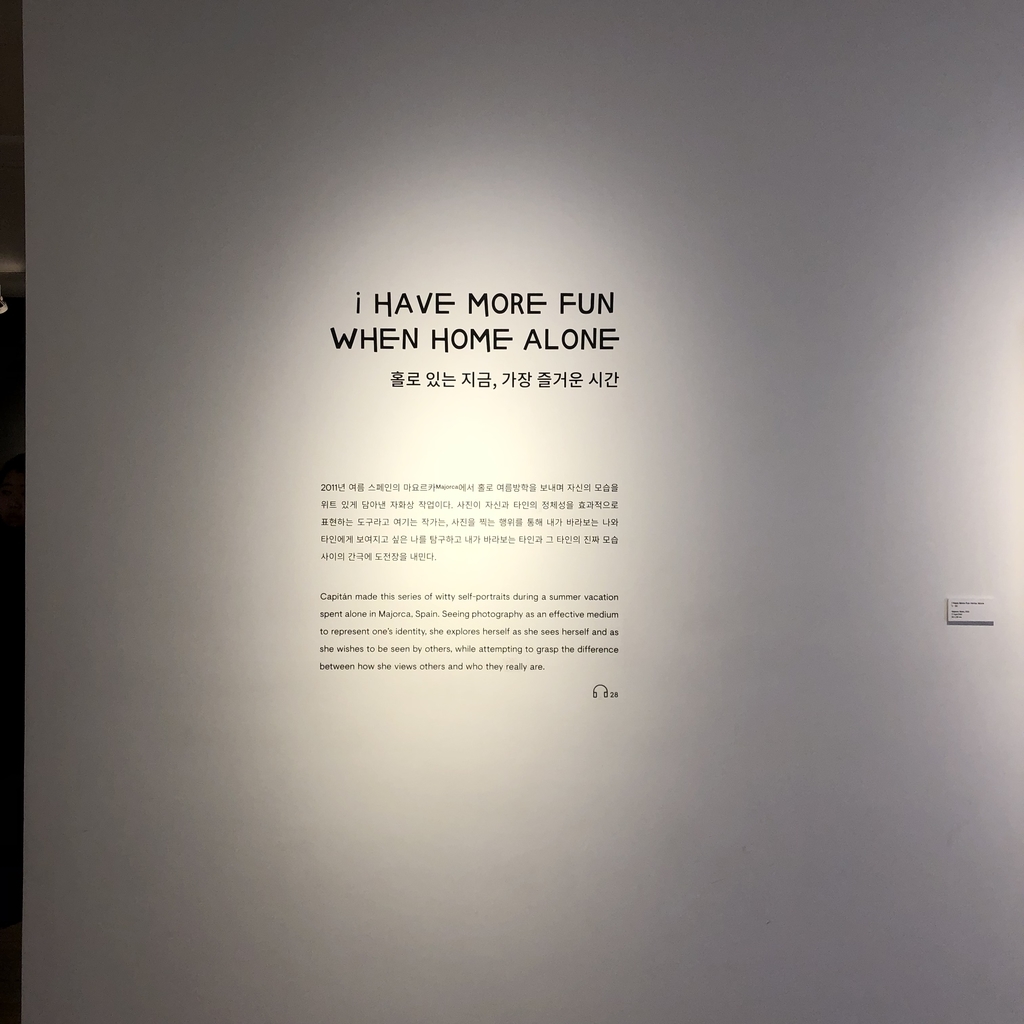 i HAVE MORE FUN
WHEN HOME ALONE
홀로 있는 지금, 가장 즐거운 시간
2011년 여름 스페인의 마요르카Majorca에서 홀로 여름방학을 보내며 자신의 모습을
위트 있게 담아낸 자화상 작업이다. 사진이 자신과 타인의 정체성을 효과적으로
표현하는 도구라고 여기는 작가는, 사진을 찍는 행위를 통해 내가 바라보는 나와
타인에게 보여지고 싶은 나를 탐구하고 내가 바라보는 타인과 그 타인의 진짜 모습
사이의 간극에 도전장을 내민다.
Capitán made this series of witty self-portraits during a summer vacation
spent alone in Majorca, Spain. Seeing photography as an effective medium
to represent one's identity, she explores herself as she sees herself and as
she wishes to be seen by others, while attempting to grasp the difference
between how she views others and who they really are.
28